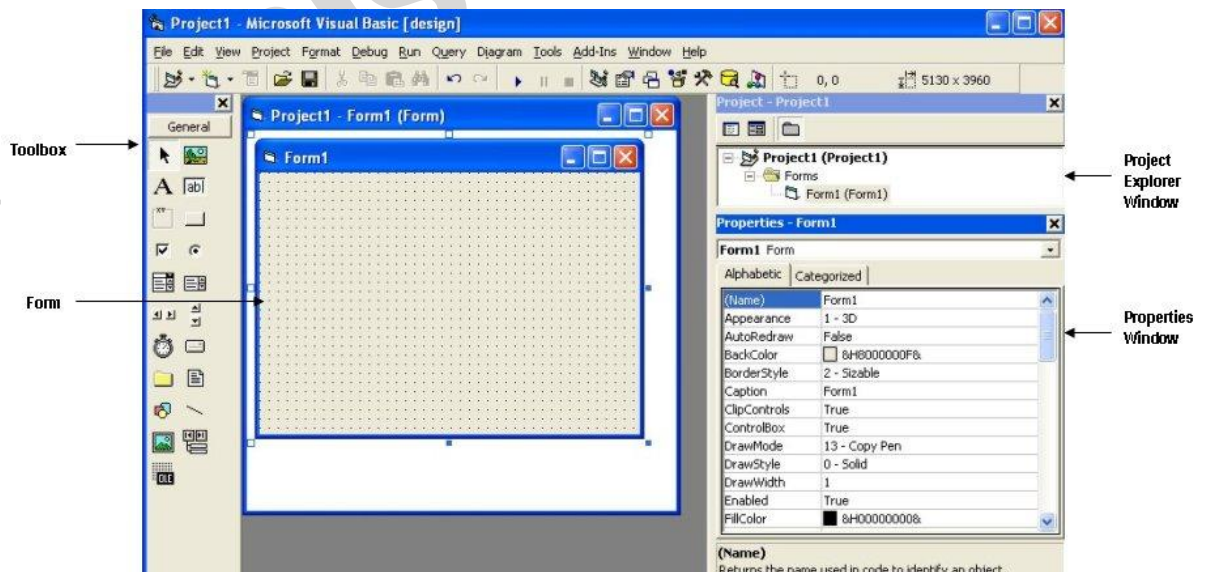 Project1 - Microsoft Visual Basic [design]
File Edit View Project Format Debug Run Query Diagram Tools Add-Ins Window Help
0, 0 5130 x 3960
General
Toolbox
A ab|
XY
OLE
Form
Project1 - Form1 (Form)
Form1
Project - Project1
Project1 (Project1)
Forms
Form1 (Form1)
Project
Explorer
Window
Properties - Form1
Form1 Form
Alphabetic Categorized
(Name) Form1
Appearance 1 - 3D
AutoRedraw False
BackColor &H8000000F&
BorderStyle 2 - Sizable
Caption Form1
ClipControls True
ControlBox True
DrawMode 13 - Copy Pen
DrawStyle 0 - Solid
DrawWidth 1
Enabled True
FillColor &H00000000&
Properties
Window
(Name)
Returns the name used in code to identify an object.